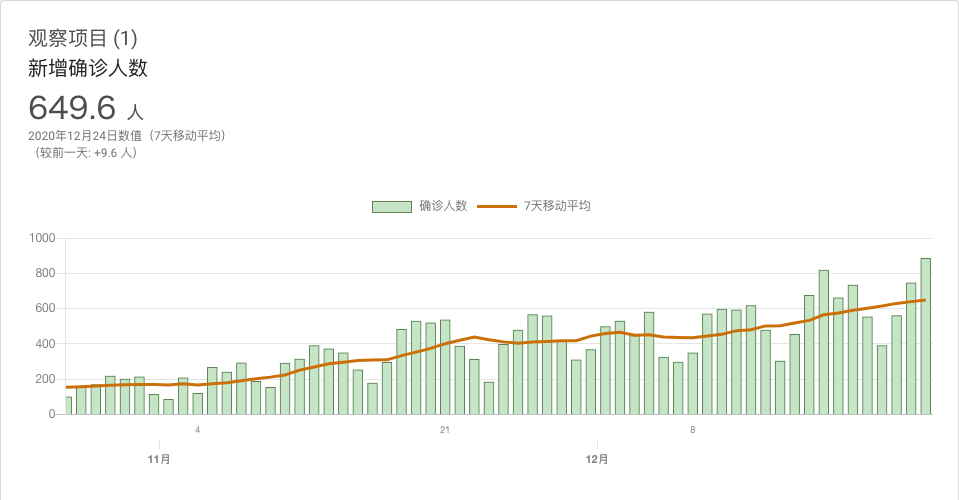 观察项目 (1)
新增确诊人数
649.6 人
2020年12月24日数值（7天移动平均）
（较前一天: +9.6 人）
确诊人数 7天移动平均
1000
800
600
400
200
0
4 21 8
11月 12月